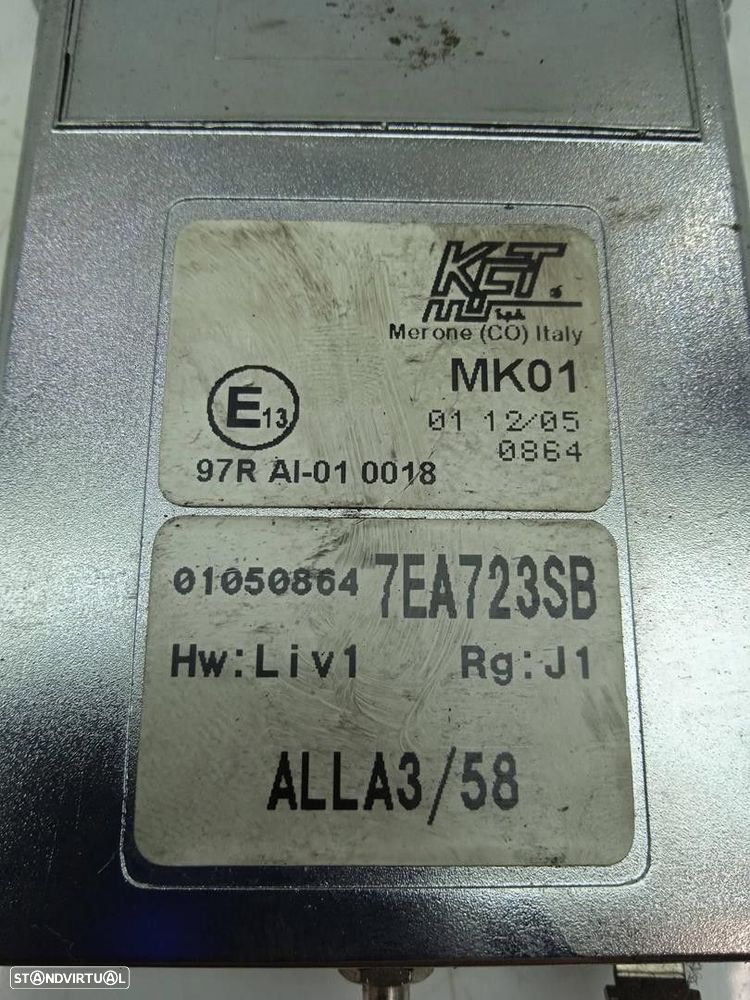 KCT
Merone (CO) Italy
MK01
E13
01 12/05
0864
97R AI-01 0018
01050864 7EA723SB
Hw:Liv1 Rg:J1
ALLA3/58
STANDVIRTUAL